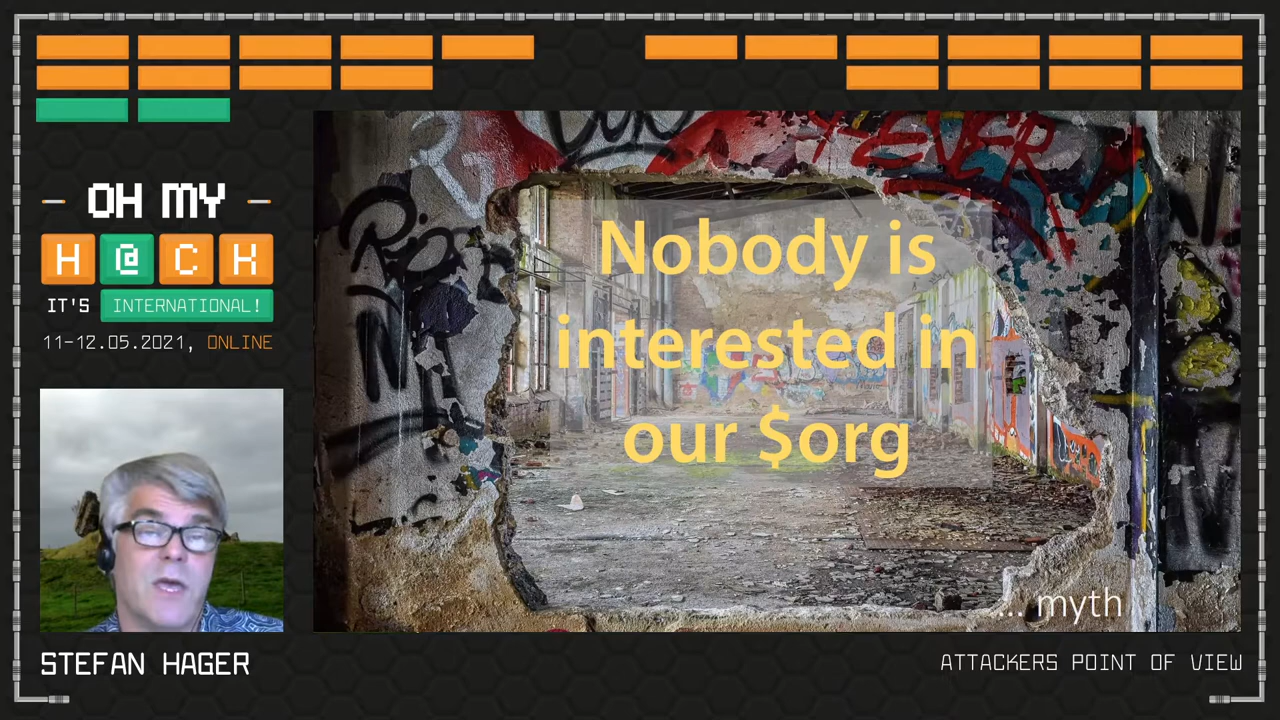 OH MY
H@CK
IT'S INTERNATIONAL!
11-12.05.2021, ONLINE
Nobody is
interested in
our $org
... myth
STEFAN HAGER
ATTACKERS POINT OF VIEW